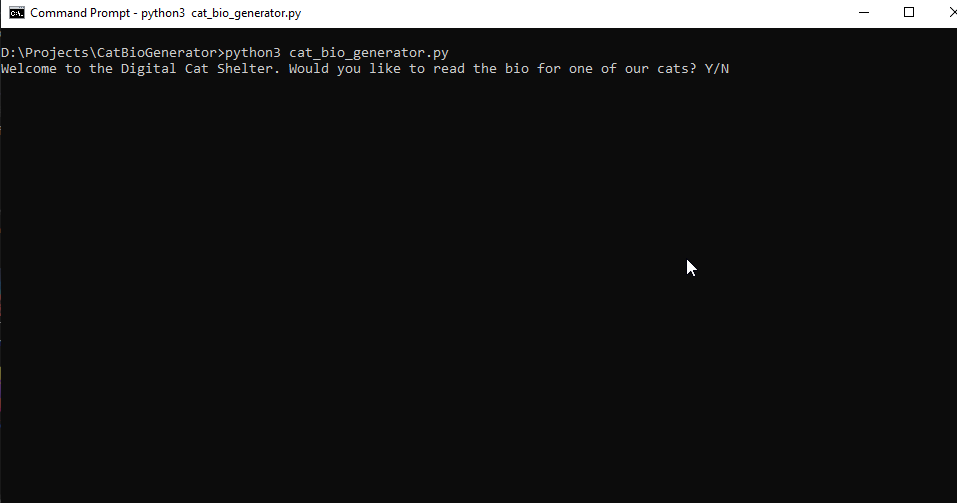 Command Prompt - python3 cat_bio_generator.py
D:\Projects\CatBioGenerator>python3 cat_bio_generator.py
Welcome to the Digital Cat Shelter. Would you like to read the bio for one of our cats? Y/N